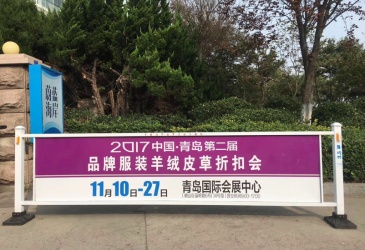 2017中国·青岛第二届
品牌服装羊绒皮草折扣会
11月10日-27日 青岛国际会展中心